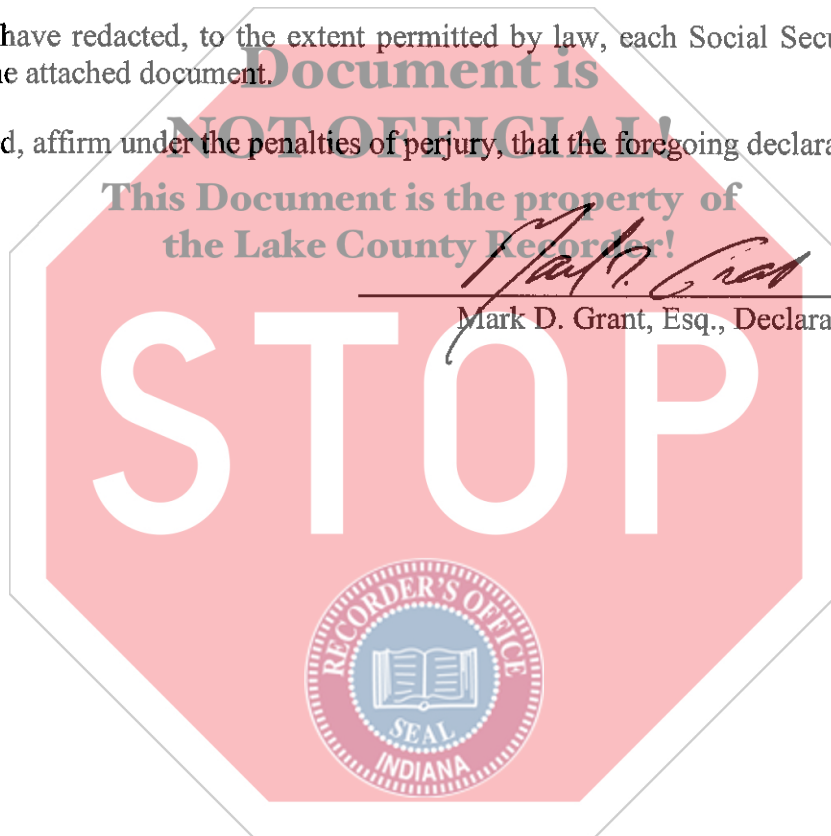 have redacted, to the extent permitted by law, each Social Secu
e attached document.
Document is
NOT OFFICIAL!
d, affirm under the penalties of perjury, that the foregoing declara
This Document is the property of
the Lake County Recorder!
Mark D. Grant
Mark D. Grant, Esq., Declara
STOP
RECORDER'S OFFICE
SEAL
INDIANA